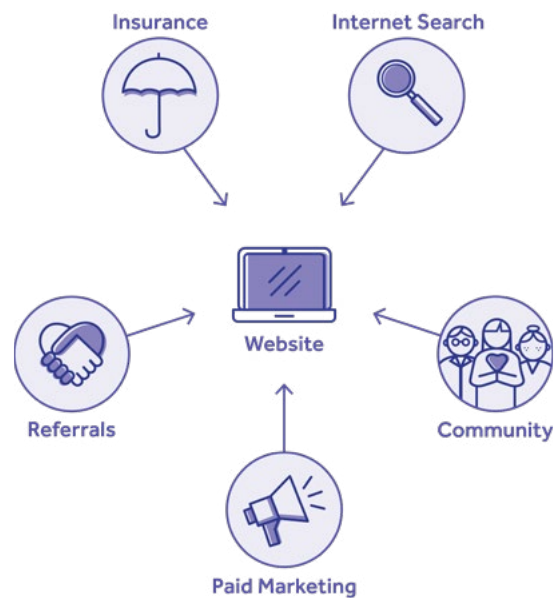 Insurance
Internet Search
Website
Referrals
Community
Paid Marketing